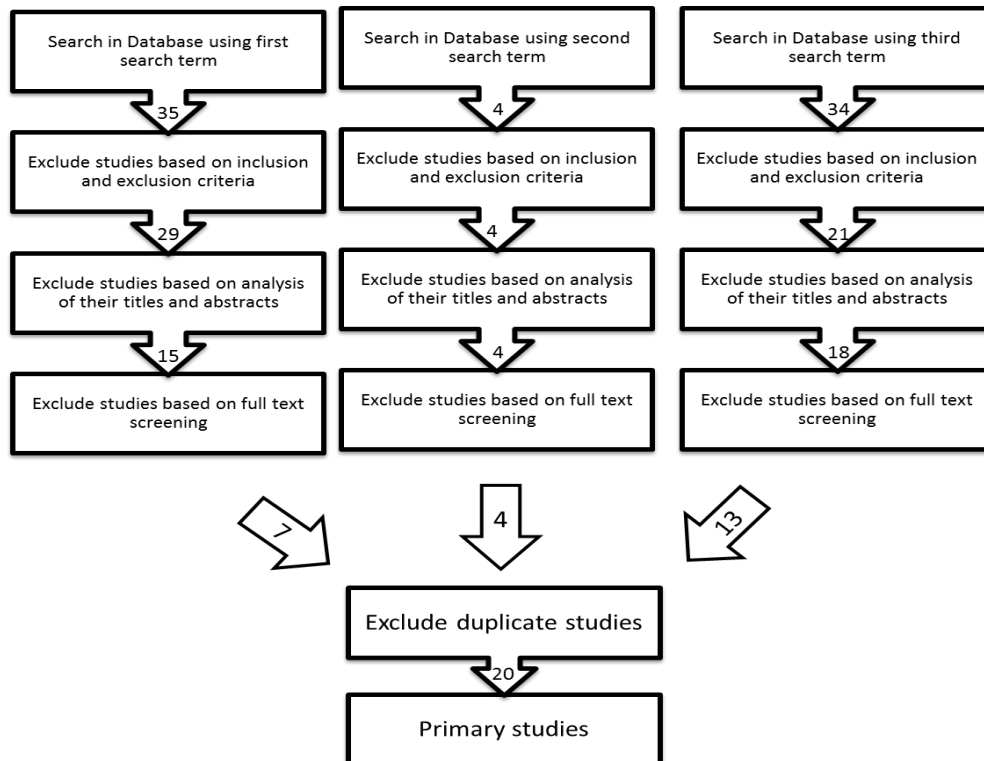 Search in Database using first
search term
Search in Database using second
search term
Search in Database using third
search term
35
4
34
Exclude studies based on inclusion
and exclusion criteria
Exclude studies based on inclusion
and exclusion criteria
Exclude studies based on inclusion
and exclusion criteria
29
4
21
Exclude studies based on analysis
of their titles and abstracts
Exclude studies based on analysis
of their titles and abstracts
Exclude studies based on analysis
of their titles and abstracts
15
4
18
Exclude studies based on full text
screening
Exclude studies based on full text
screening
Exclude studies based on full text
screening
7
4
13
Exclude duplicate studies
20
Primary studies